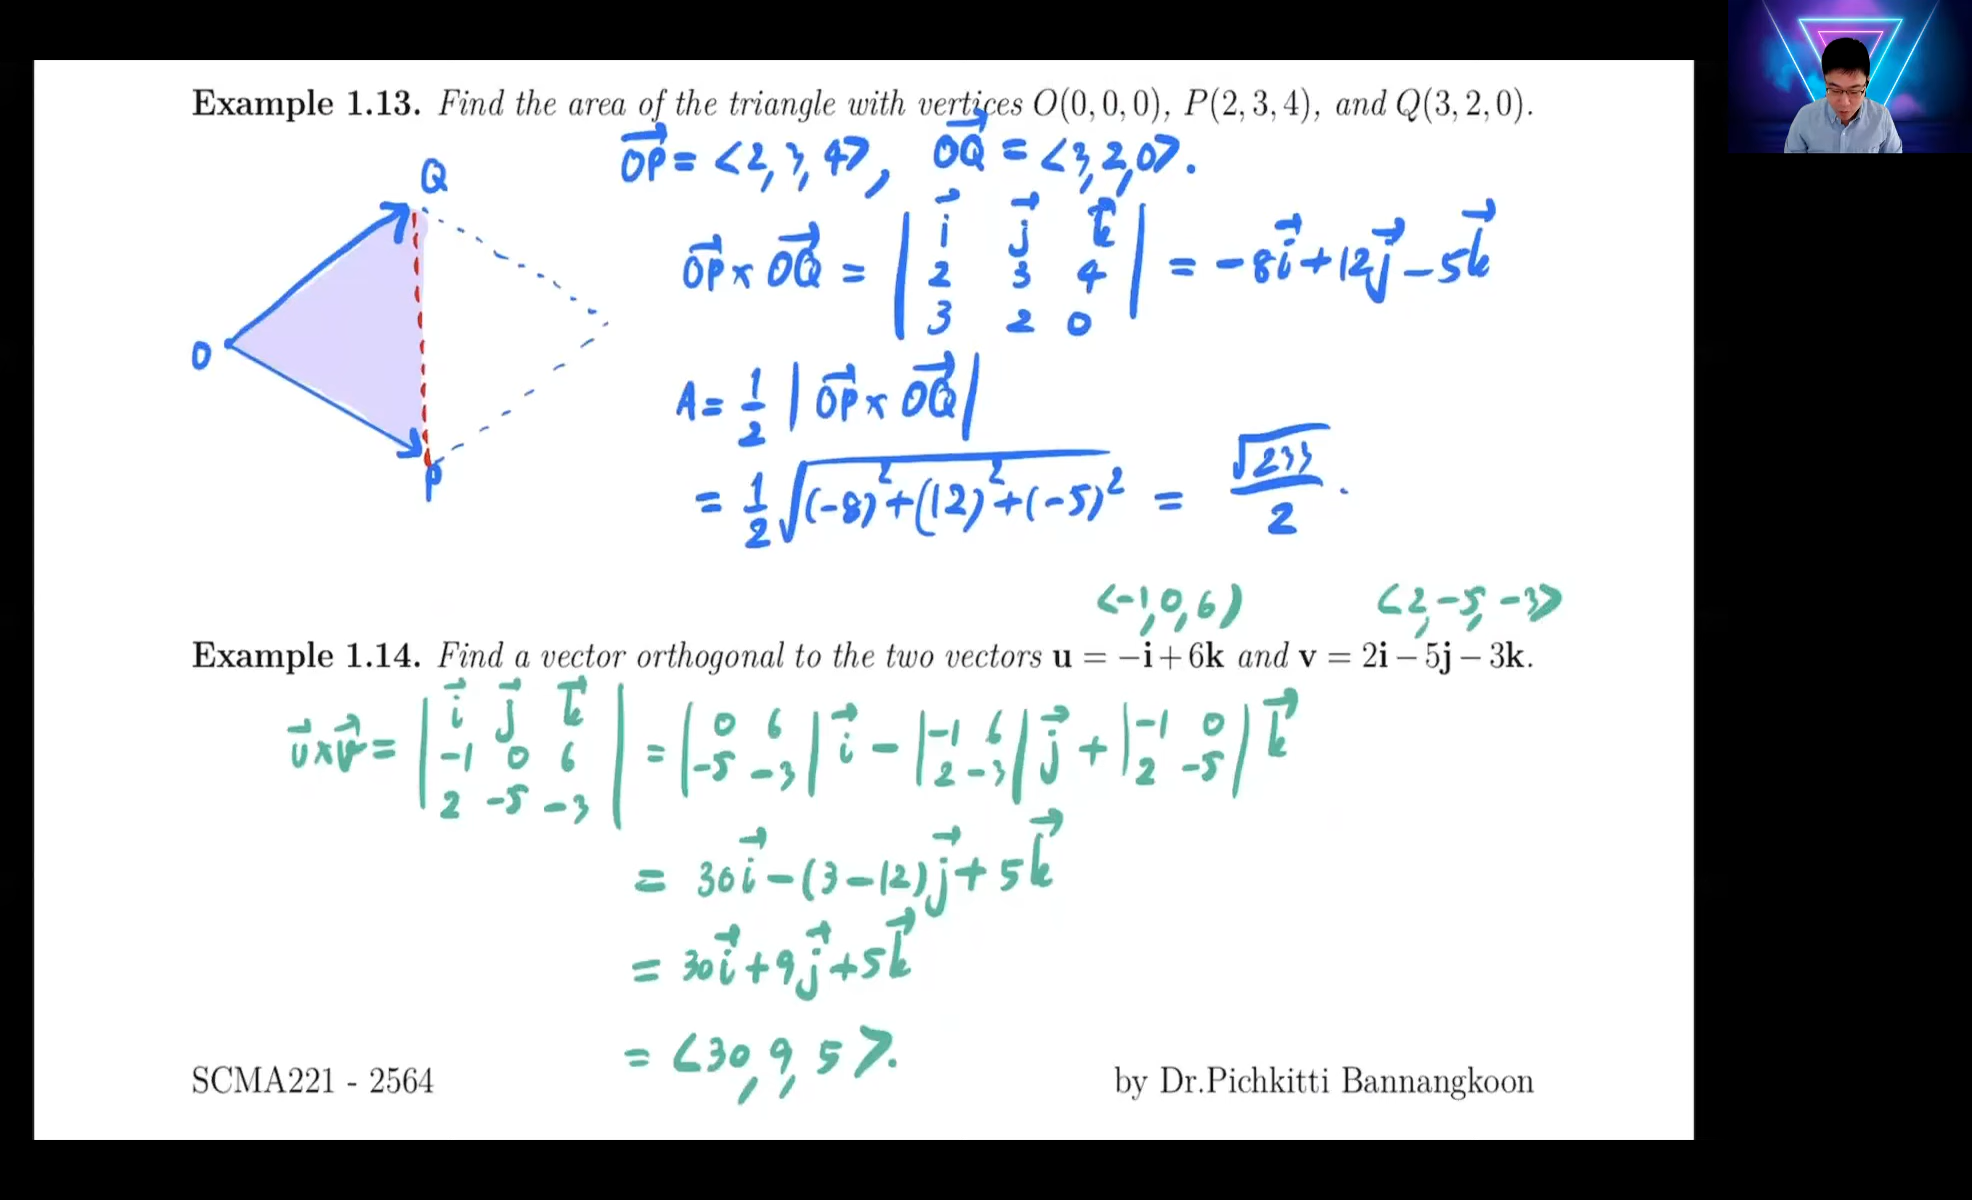 Example 1.13. Find the area of the triangle with vertices O(0, 0, 0), P(2, 3, 4), and Q(3, 2, 0).
OP⃗ = <2, 3, 4>, OQ⃗ = <3, 2, 0>.
Q
O
P
OP⃗ × OQ⃗ = | i⃗ j⃗ k⃗ |
2 3 4
3 2 0
= -8i⃗ + 12j⃗ - 5k⃗
A = 1/2 | OP⃗ × OQ⃗ |
= 1/2 √((-8)² + (12)² + (-5)²) = √233/2.
<-1, 0, 6> <2, -5, -3>
Example 1.14. Find a vector orthogonal to the two vectors u = −i + 6k and v = 2i − 5j − 3k.
u⃗ × v⃗ = | i⃗ j⃗ k⃗ |
-1 0 6
2 -5 -3
= | 0 6 | i⃗ - | -1 6 | j⃗ + | -1 0 | k⃗
-5 -3 2 -3 2 -5
= 30i⃗ - (3 - 12)j⃗ + 5k⃗
= 30i⃗ + 9j⃗ + 5k⃗
= <30, 9, 5>.
SCMA221 - 2564
by Dr.Pichkitti Bannangkoon